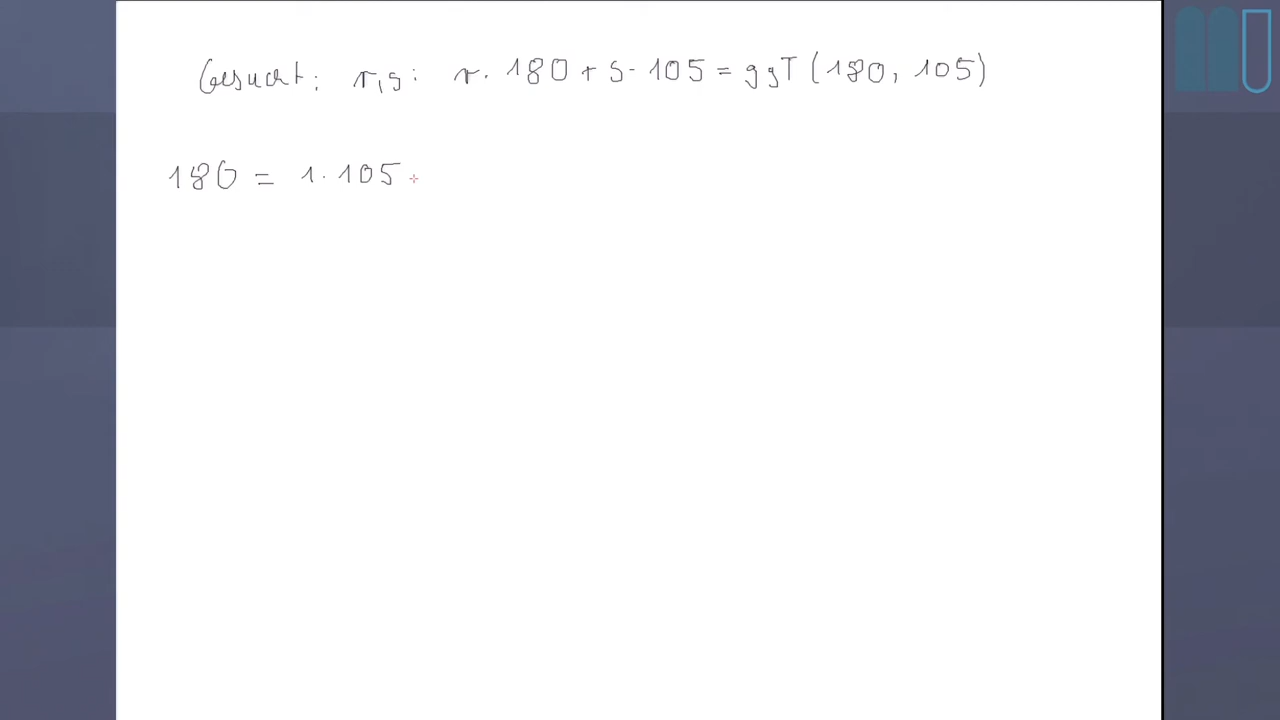 Gesucht: r,s: r · 180 + s · 105 = ggT (180, 105)
180 = 1 · 105